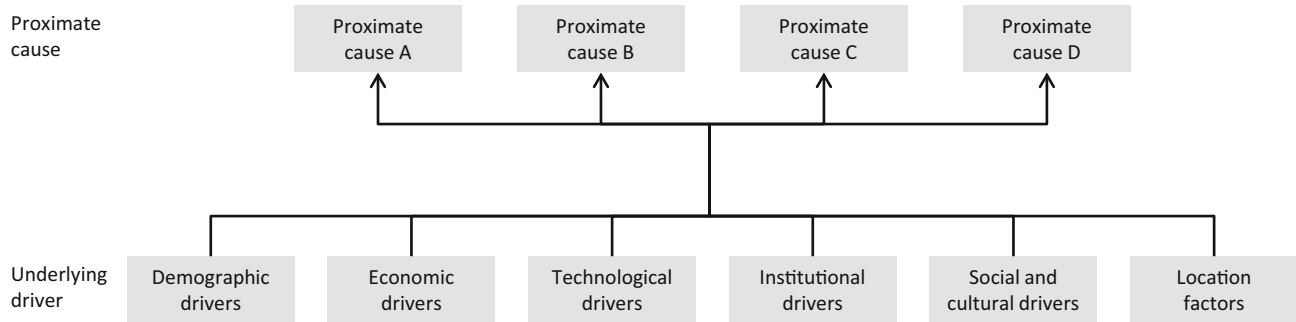 Proximate
cause
Proximate
cause A
Proximate
cause B
Proximate
cause C
Proximate
cause D
Underlying
driver
Demographic
drivers
Economic
drivers
Technological
drivers
Institutional
drivers
Social and
cultural drivers
Location
factors